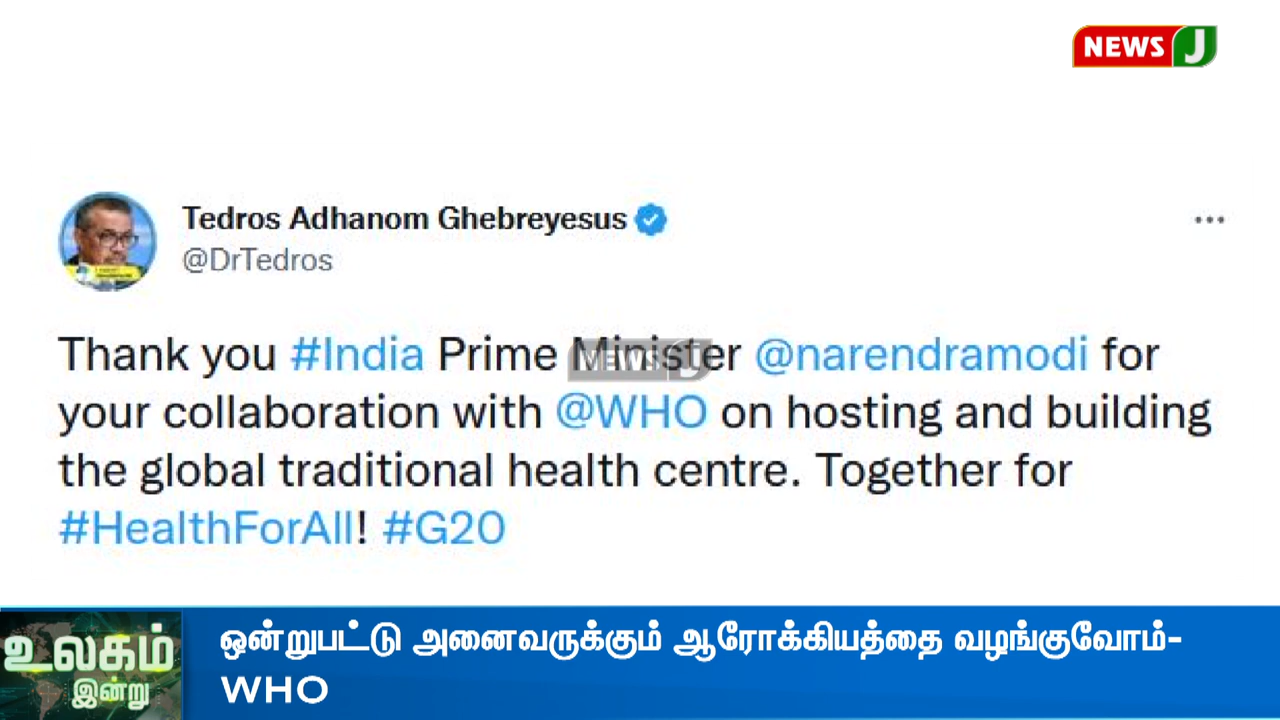 NEWS J
Tedros Adhanom Ghebreyesus
@DrTedros
Thank you #India Prime Minister @narendramodi for
NEWS J
your collaboration with @WHO on hosting and building
the global traditional health centre. Together for
#HealthForAll! #G20
உலகம்
இன்று
ஒன்றுபட்டு அனைவருக்கும் ஆரோக்கியத்தை வழங்குவோம்-
WHO